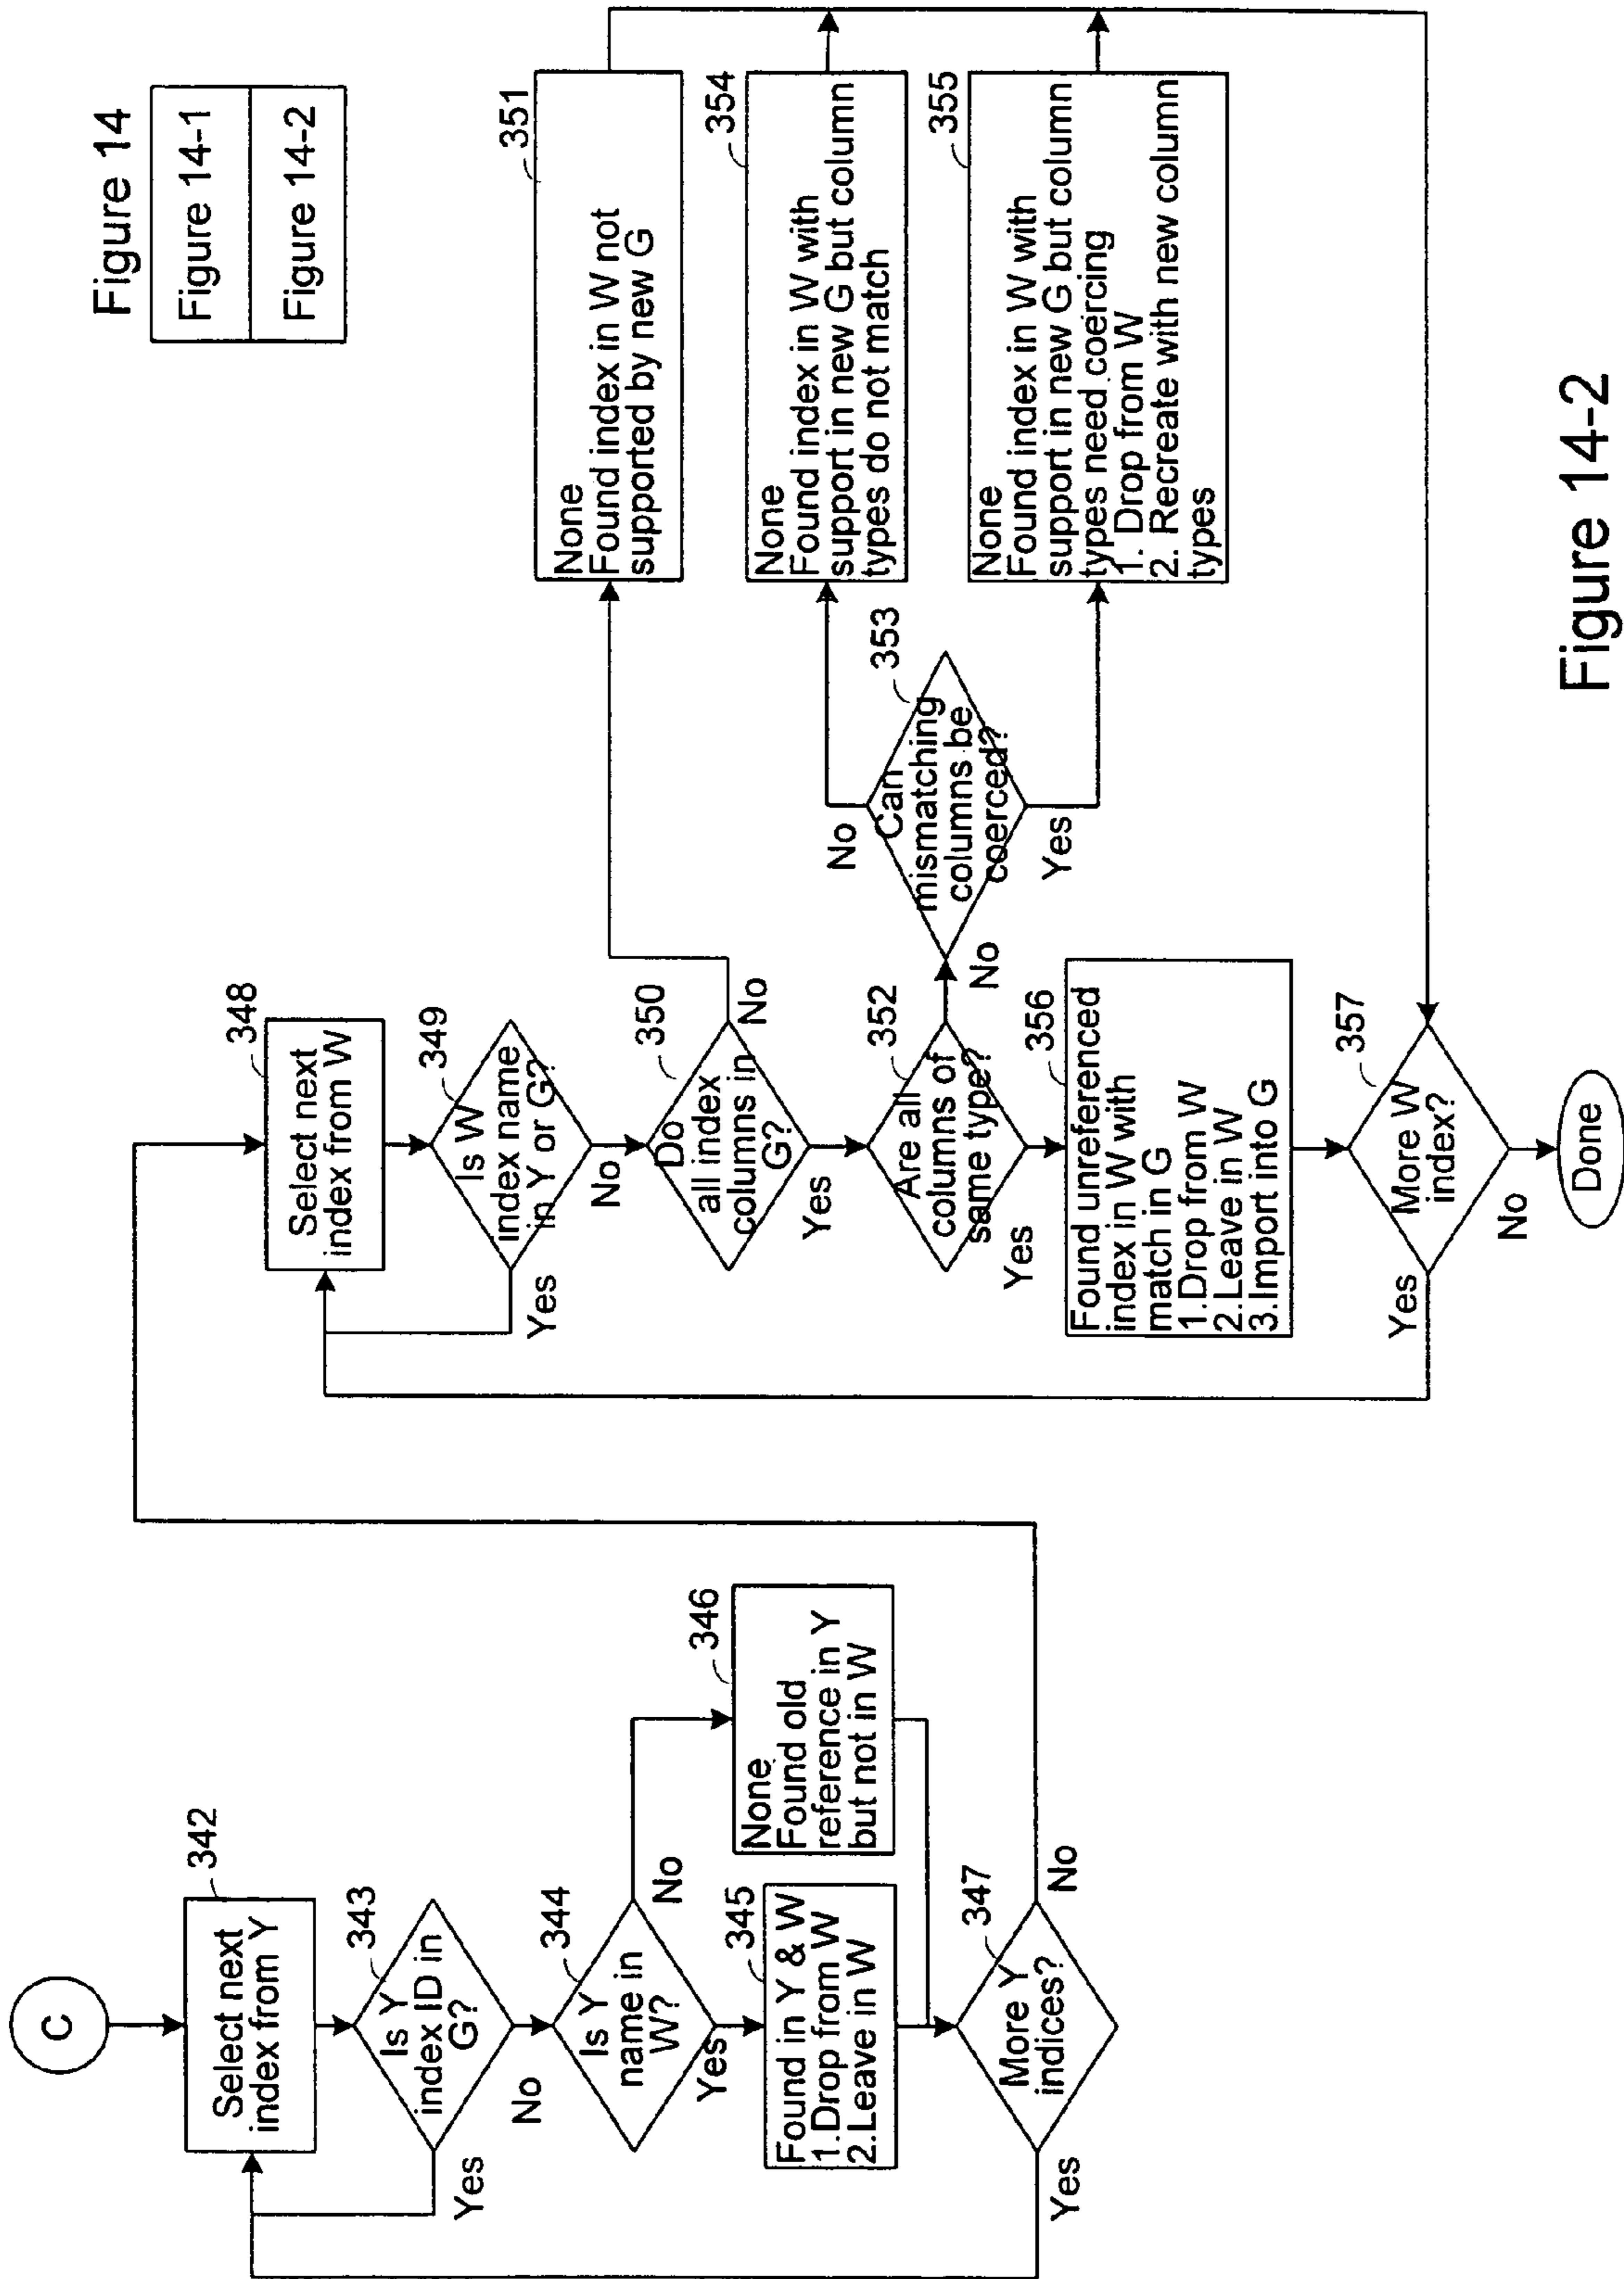 Figure 14
Figure 14-1
Figure 14-2
C
342
Select next
index from Y
343
Is Y
index ID in
G?
Yes
No
344
Is Y
name in
W?
No
Yes
345
Found in Y & W
1.Drop from W
2.Leave in W
346
None
Found old
reference in Y
but not in W
347
More Y
indices?
Yes
No
348
Select next
index from W
349
Is W
index name
in Y or G?
Yes
No
350
Do
all index
columns in
G?
No
Yes
351
None
Found index in W not
supported by new G
352
Are all
columns of
same type?
No
Yes
353
Can
mismatching
columns be
coerced?
No
Yes
354
None
Found index in W with
support in new G but column
types do not match
355
None
Found index in W with
support in new G but column
types need coercing
1. Drop from W
2. Recreate with new column
types
356
Found unreferenced
index in W with
match in G
1.Drop from W
2.Leave in W
3.Import into G
357
More W
index?
Yes
No
Done
Figure 14-2